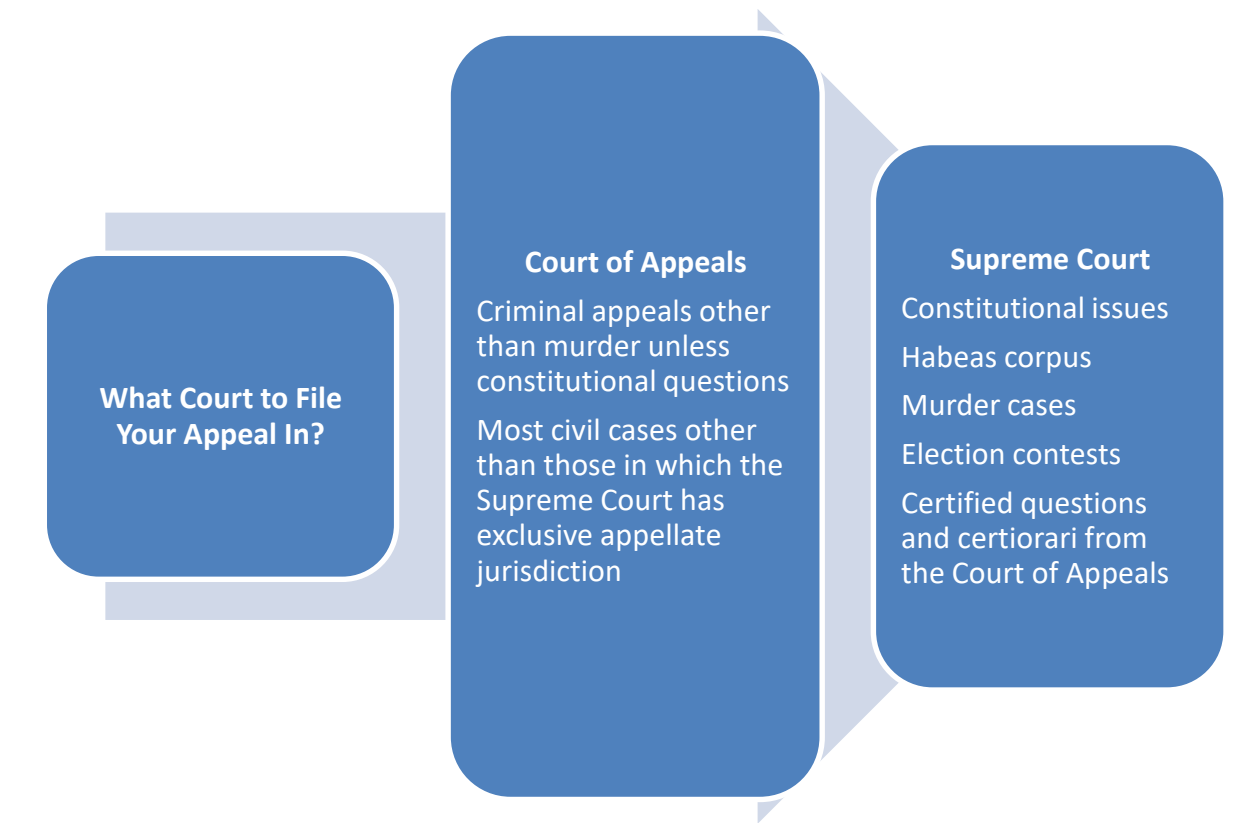 What Court to File
Your Appeal In?
Court of Appeals
Criminal appeals other
than murder unless
constitutional questions
Most civil cases other
than those in which the
Supreme Court has
exclusive appellate
jurisdiction
Supreme Court
Constitutional issues
Habeas corpus
Murder cases
Election contests
Certified questions
and certiorari from
the Court of Appeals